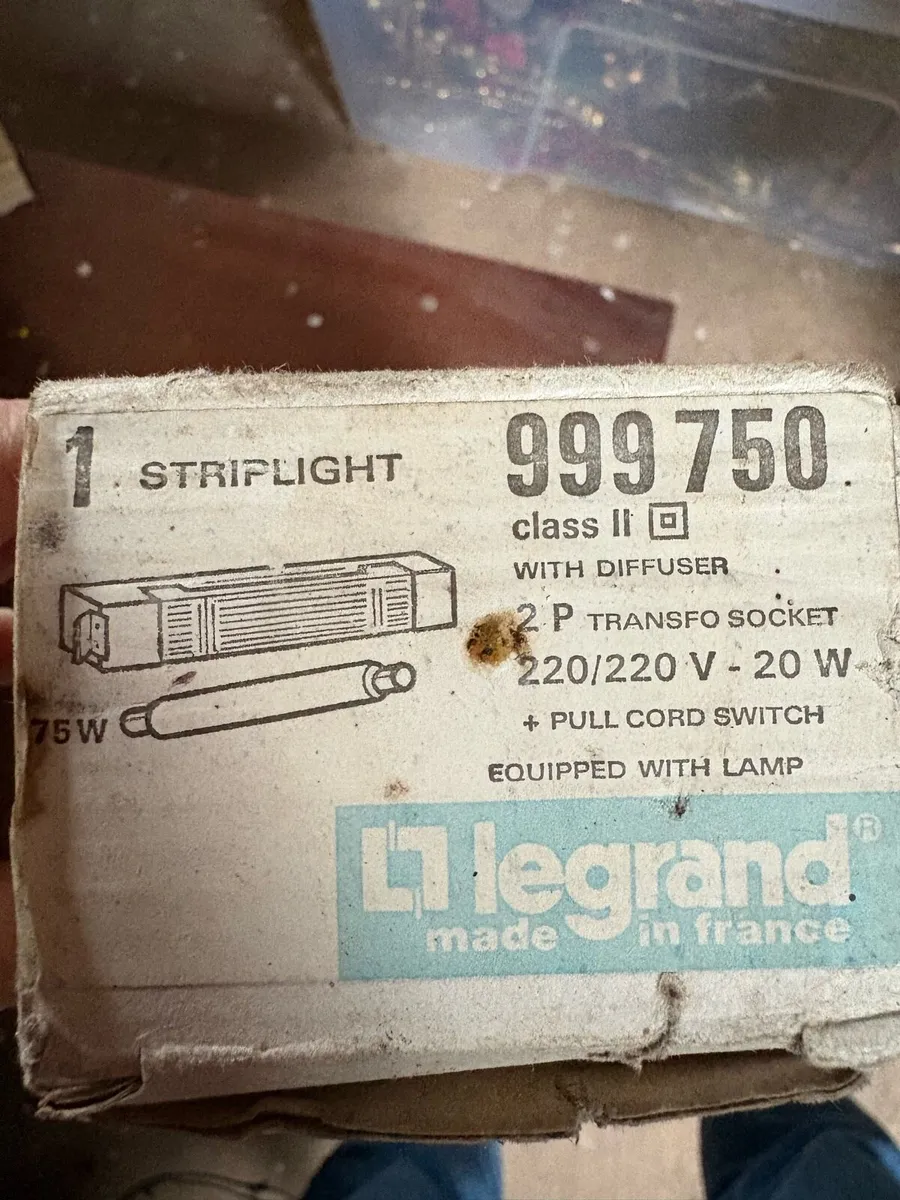 1 STRIPLIGHT
999 750
class II
WITH DIFFUSER
2 P TRANSFO SOCKET
220/220 V - 20 W
+ PULL CORD SWITCH
75 W
EQUIPPED WITH LAMP
legrand®
made in france